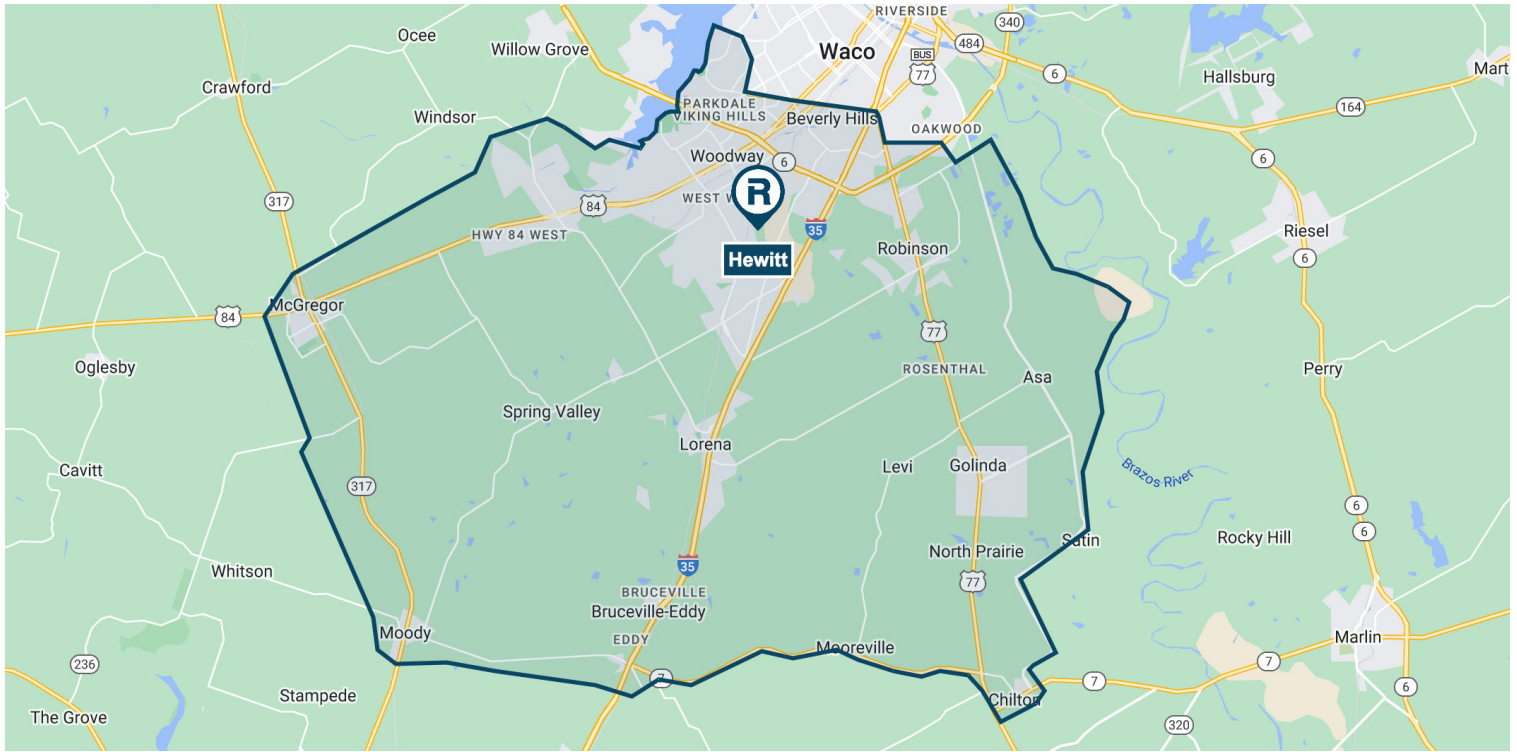 RIVERSIDE
Ocee
340
Willow Grove
Waco
484
BUS
77
6
Hallsburg
Mart
Crawford
164
PARKDALE
VIKING HILLS
Windsor
Beverly Hills
OAKWOOD
Woodway
6
6
R
WEST W
317
84
35
Riesel
HWY 84 WEST
Robinson
Hewitt
6
McGregor
84
77
Oglesby
ROSENTHAL
Perry
Asa
Spring Valley
Lorena
Levi
Golinda
Cavitt
Brazos River
317
6
6
Satin
Rocky Hill
North Prairie
35
Whitson
77
BRUCEVILLE
Bruceville-Eddy
Moody
EDDY
Mooreville
Marlin
236
7
7
7
Stampede
6
Chilton
The Grove
320